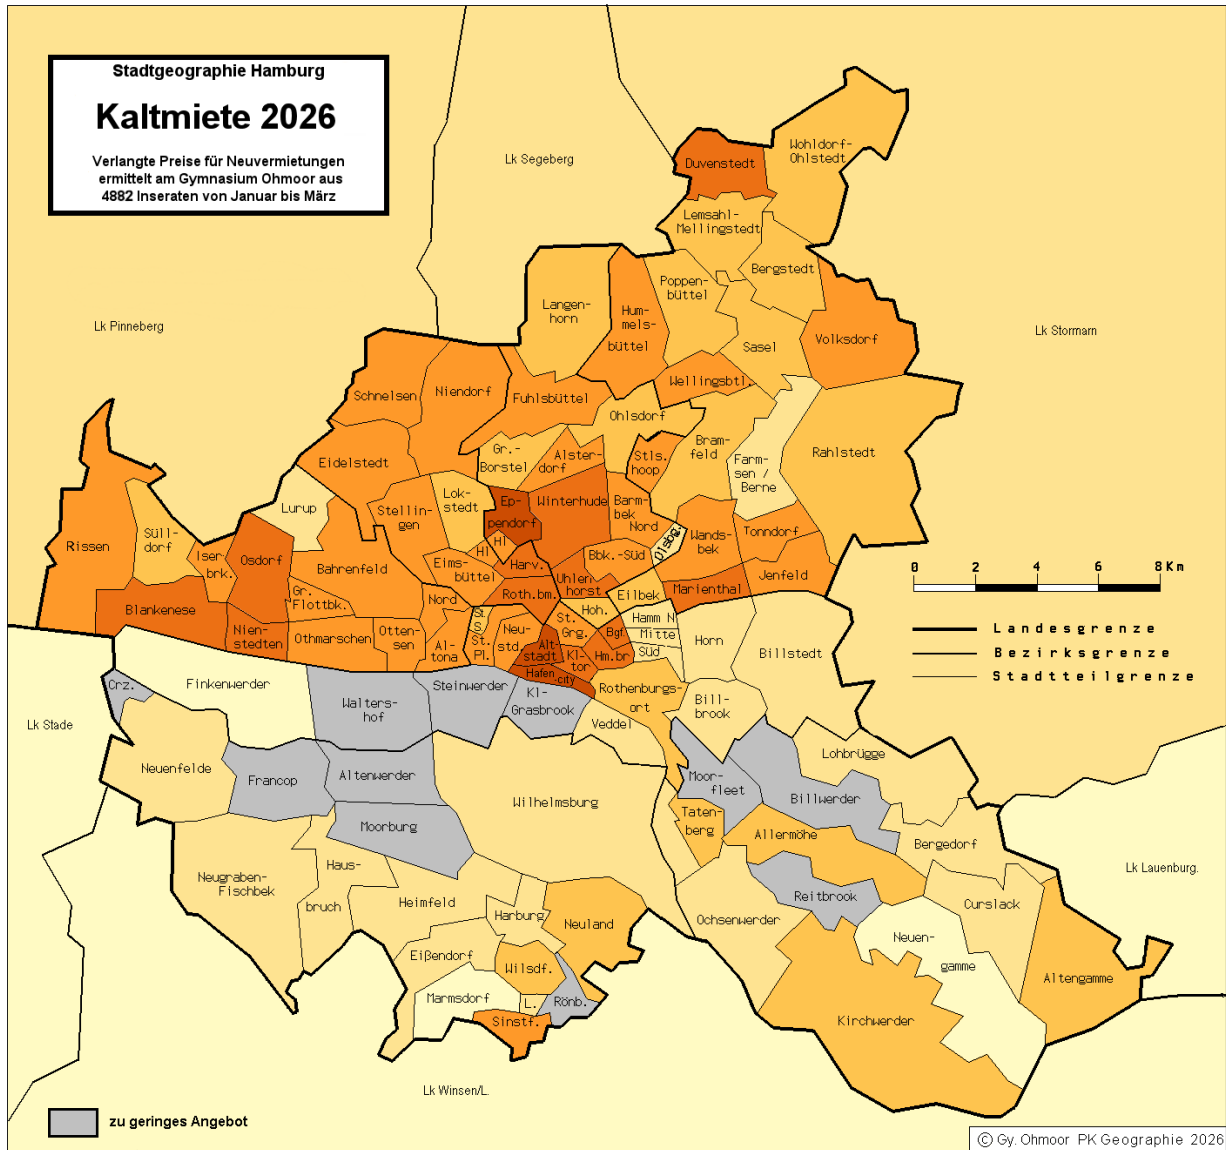 Stadtgeographie Hamburg
Kaltmiete 2026
Verlangte Preise für Neuvermietungen
ermittelt am Gymnasium Ohmoor aus
4882 Inseraten von Januar bis März
Lk Segeberg
Lk Pinneberg
Lk Stormarn
Duvenstedt
Wohldorf-
Ohlstedt
Lemsahl-
Mellingstedt
Bergstedt
Poppen-
büttel
Langen-
horn
Hum-
mels-
büttel
Sasel
Volksdorf
Wellingsbtl.
Schnelsen
Niendorf
Fuhlsbüttel
Ohlsdorf
Gr.-
Borstel
Alster-
dorf
Stls.
hoop
Bram-
feld
Farm-
sen /
Berne
Rahlstedt
Eidelstedt
Lurup
Stellin-
gen
Lok-
stedt
Ep-
pendorf
Winterhude
Barm-
bek
Nord
Olsbg.
Wands-
bek
Tonndorf
Jenfeld
Marienthal
Rissen
Süll-
dorf
Iser-
brk.
Osdorf
Bahrenfeld
Gr.
Flottbk.
Blankenese
Nien-
stedten
Othmarschen
Otten-
sen
Eims-
büttel
Hl
Hl
Harv.
Roth.bm.
Uhlen
horst
Bbk.-Süd
Eilbek
Hoh.
Nord
Al-
tona
St.
S.
St.
Pl.
Neu-
std.
Alt-
stadt
St.
Grg.
Kl-
tor
Bgf.
Hm.br
Hamm N
Mitte
Süd
Horn
Billstedt
Hafen
city
0 2 4 6 8 Km
Landesgrenze
Bezirksgrenze
Stadtteilgrenze
Crz.
Finkenwerder
Walters-
hof
Steinwerder
Kl-
Grasbrook
Rothenburgs-
ort
Veddel
Bill-
brook
Lk Stade
Neuenfelde
Francop
Altenwerder
Moorburg
Wilhelmsburg
Moor-
fleet
Billwerder
Lohbrügge
Taten-
berg
Allermöhe
Bergedorf
Lk Lauenburg.
Neugraben-
Fischbek
Haus-
bruch
Heimfeld
Harburg
Neuland
Reitbrook
Ochsenwerder
Curslack
Neuen-
gamme
Altengamme
Eißendorf
Wilsdf.
Marmsdorf
L.
Rönb.
Sinstf.
Kirchwerder
Lk Winsen/L.
zu geringes Angebot
© Gy. Ohmoor PK Geographie 2026